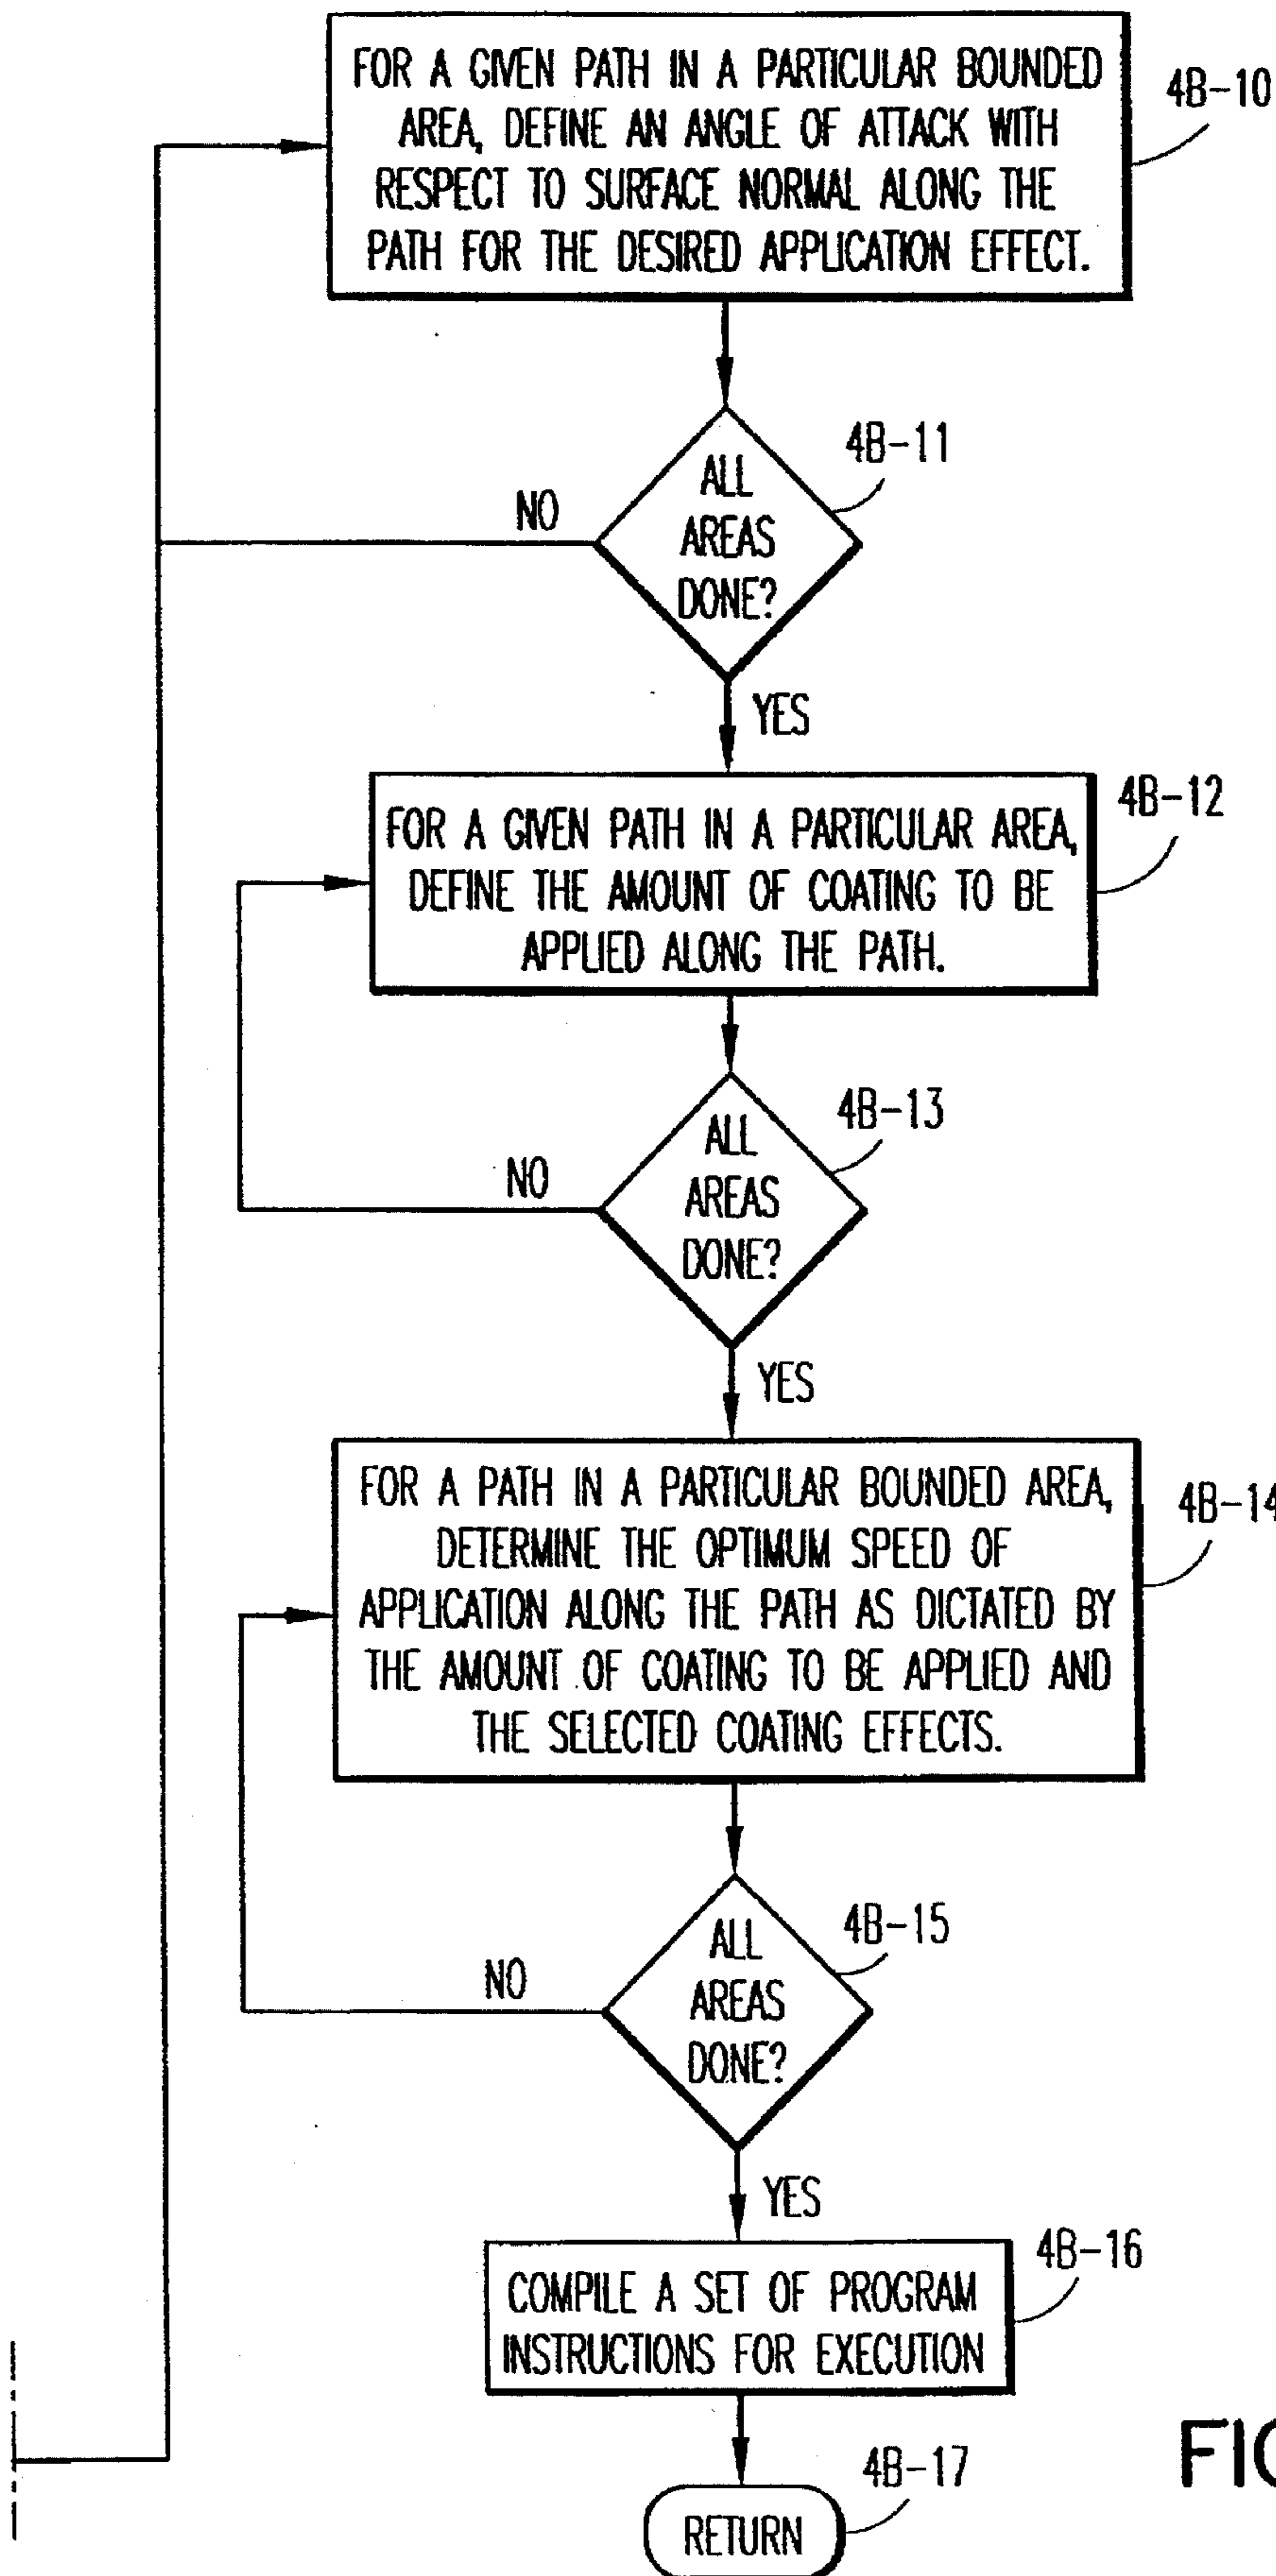 FOR A GIVEN PATH IN A PARTICULAR BOUNDED
AREA, DEFINE AN ANGLE OF ATTACK WITH
RESPECT TO SURFACE NORMAL ALONG THE
PATH FOR THE DESIRED APPLICATION EFFECT.
4B-10
ALL
AREAS
DONE?
4B-11
NO
YES
FOR A GIVEN PATH IN A PARTICULAR AREA,
DEFINE THE AMOUNT OF COATING TO BE
APPLIED ALONG THE PATH.
4B-12
ALL
AREAS
DONE?
4B-13
NO
YES
FOR A PATH IN A PARTICULAR BOUNDED AREA,
DETERMINE THE OPTIMUM SPEED OF
APPLICATION ALONG THE PATH AS DICTATED BY
THE AMOUNT OF COATING TO BE APPLIED AND
THE SELECTED COATING EFFECTS.
4B-14
ALL
AREAS
DONE?
4B-15
NO
YES
COMPILE A SET OF PROGRAM
INSTRUCTIONS FOR EXECUTION
4B-16
RETURN
4B-17